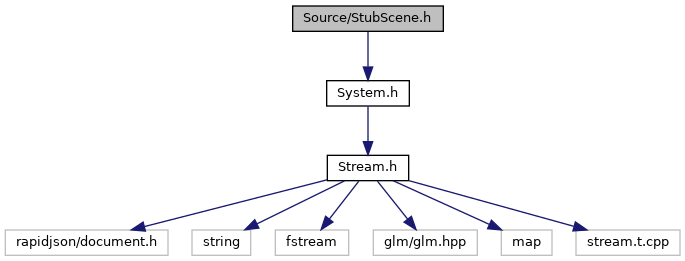 Source/StubScene.h
System.h
Stream.h
rapidjson/document.h
string
fstream
glm/glm.hpp
map
stream.t.cpp